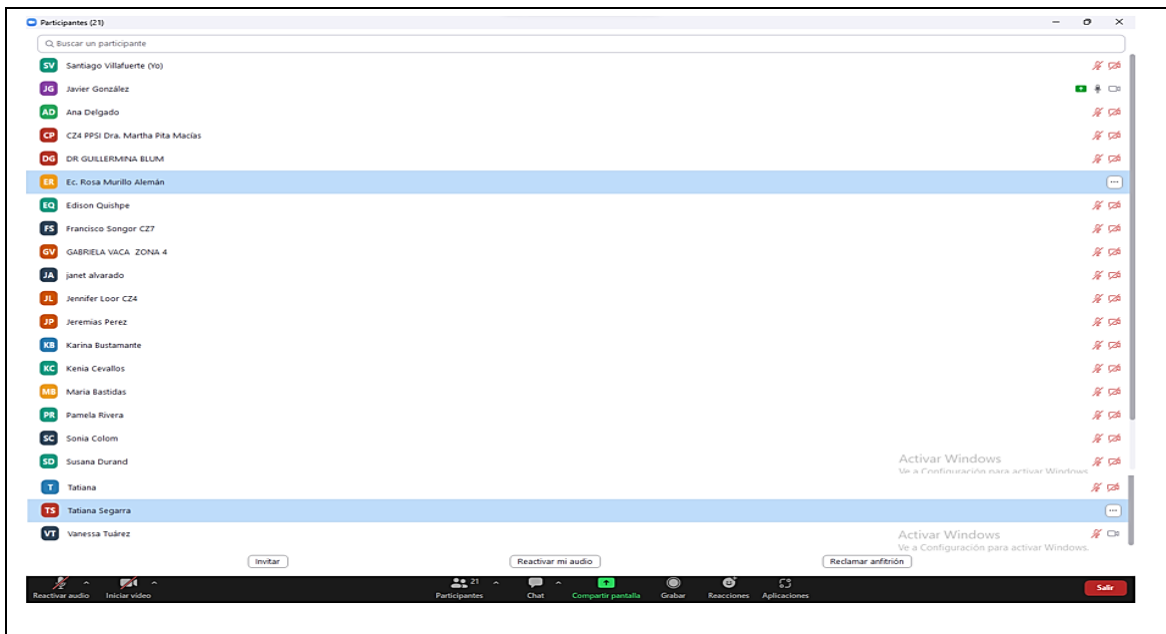 Participantes (21)
Buscar un participante
SV Santiago Villafuerte (Yo)
JG Javier González
AD Ana Delgado
CP CZ4 PPSI Dra. Martha Pita Macías
DG DR GUILLERMINA BLUM
ER Ec. Rosa Murillo Alemán
EQ Edison Quishpe
FS Francisco Songor CZ7
GV GABRIELA VACA ZONA 4
JA janet alvarado
JL Jennifer Loor CZ4
JP Jeremias Perez
KB Karina Bustamante
KC Kenia Cevallos
MB Maria Bastidas
PR Pamela Rivera
SC Sonia Colom
SD Susana Durand
Activar Windows
Ve a Configuración para activar Windows
T Tatiana
TS Tatiana Segarra
VT Vanessa Tuárez
Activar Windows
Ve a Configuración para activar Windows.
Invitar Reactivar mi audio Reclamar anfitrión
21
Reactivar audio Iniciar video Participantes Chat Compartir pantalla Grabar Reacciones Aplicaciones Salir